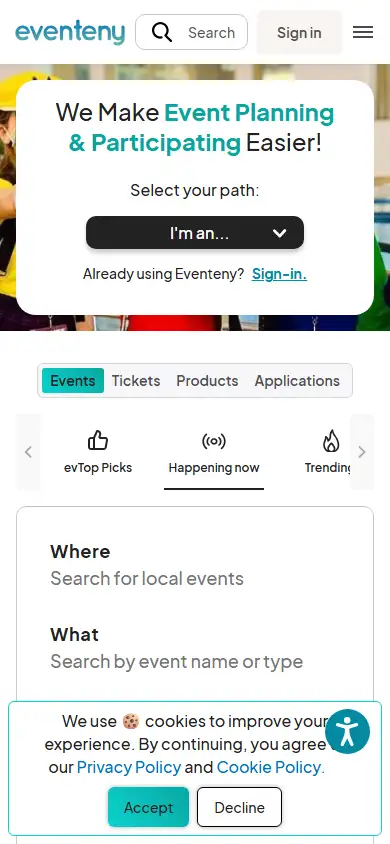 eventeny
Search
Sign in
We Make Event Planning
& Participating Easier!
Select your path:
I'm an...
Already using Eventeny? Sign-in.
Events
Tickets
Products
Applications
evTop Picks
Happening now
Trending
Where
Search for local events
What
Search by event name or type
We use 🍪 cookies to improve your
experience. By continuing, you agree
our Privacy Policy and Cookie Policy.
Accept
Decline